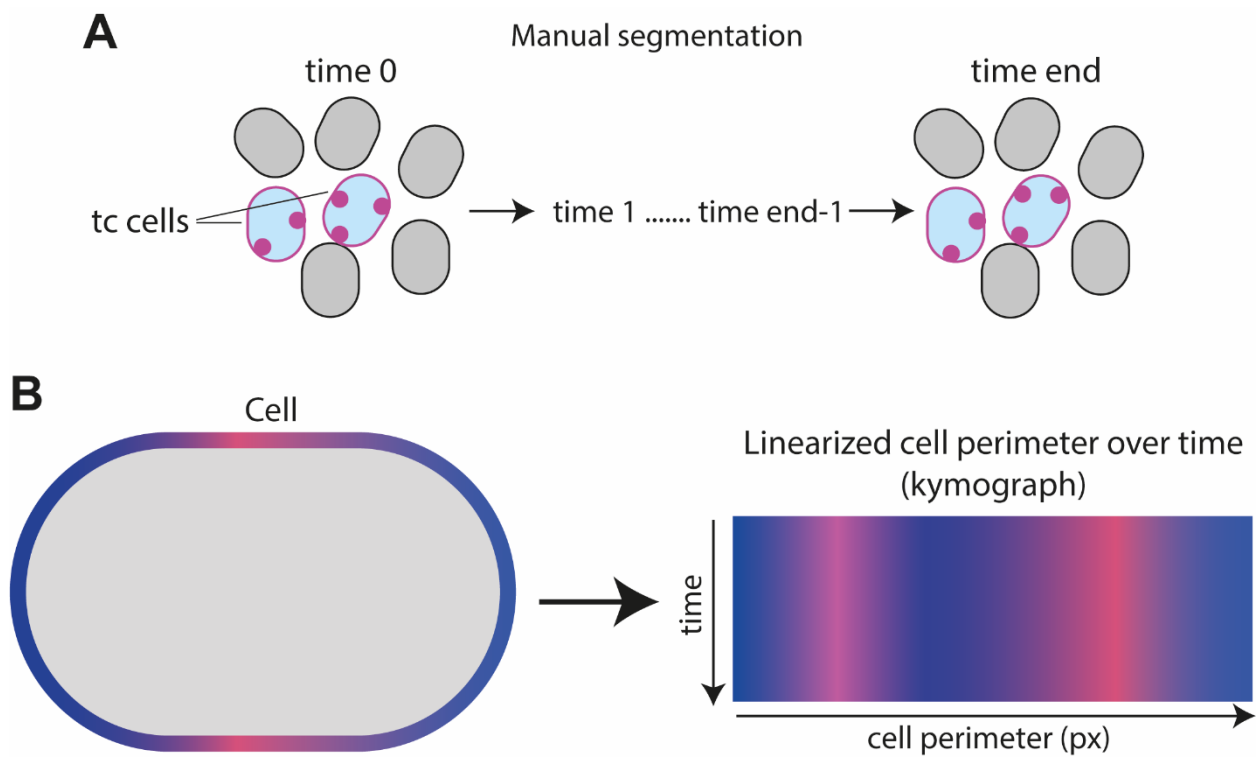 A
Manual segmentation
time 0
time end
tc cells
time 1 ....... time end-1
B
Cell
Linearized cell perimeter over time
(kymograph)
time
cell perimeter (px)